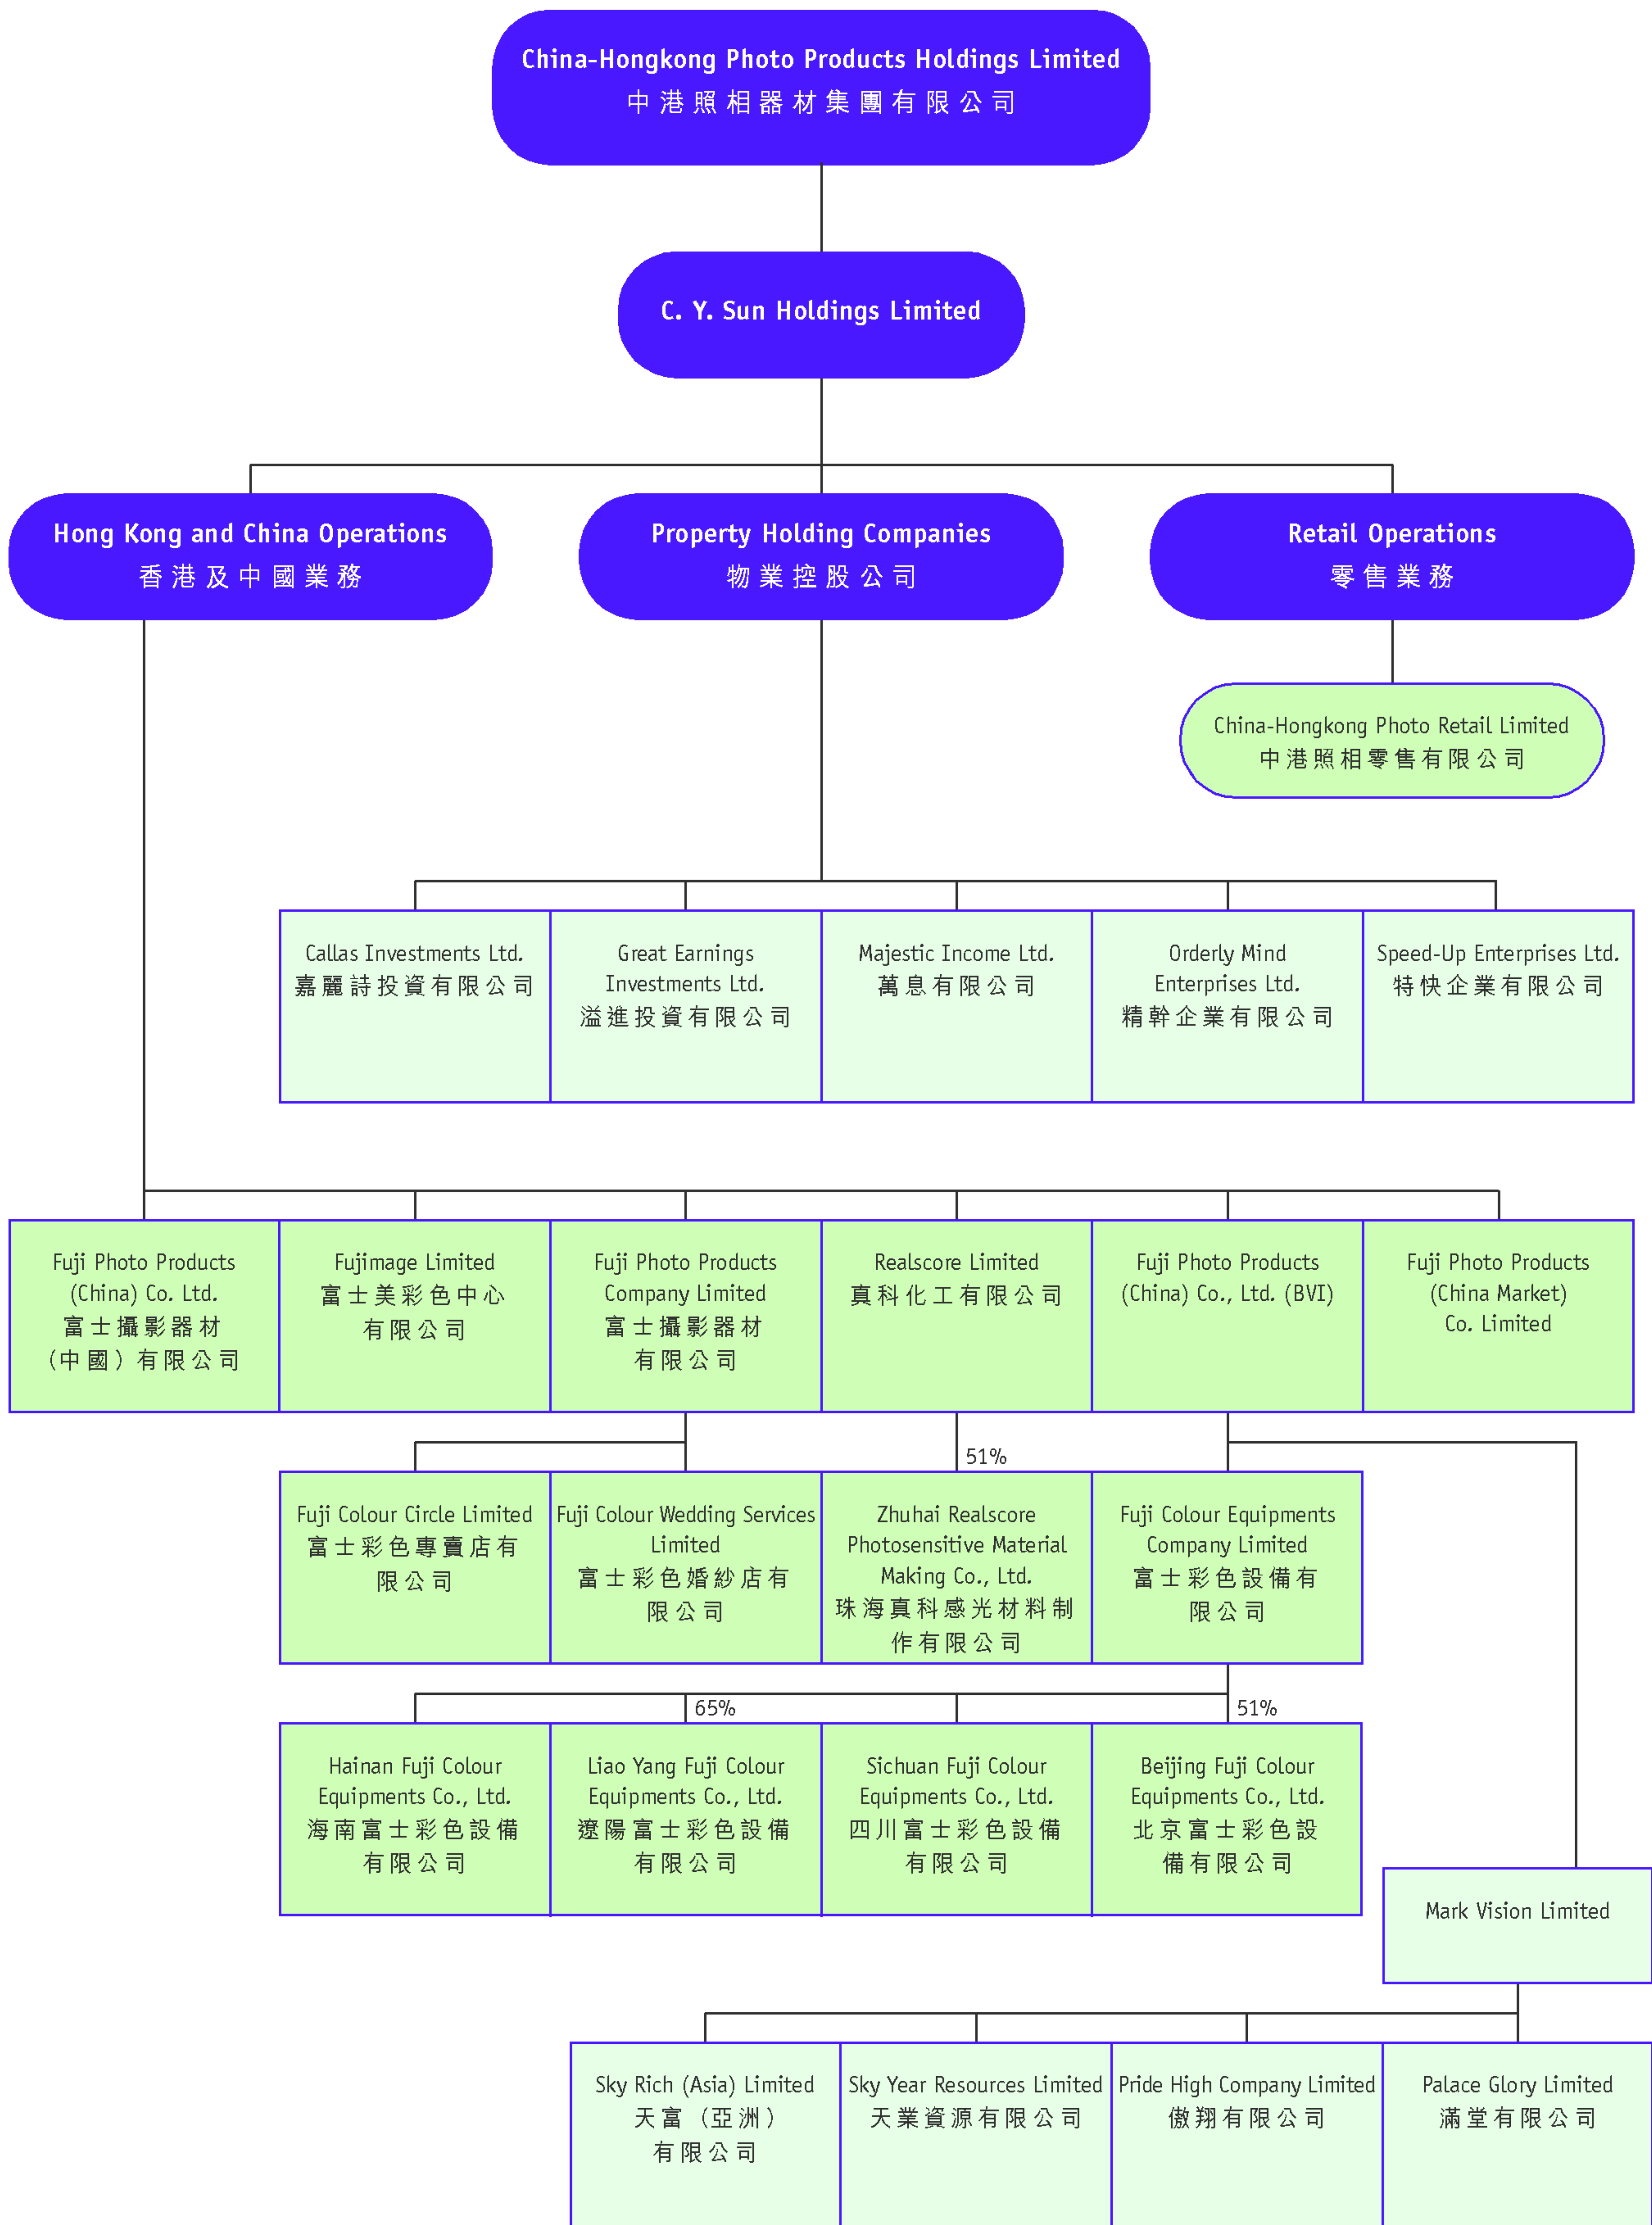 China-Hongkong Photo Products Holdings Limited
中港照相器材集團有限公司
C. Y. Sun Holdings Limited
Hong Kong and China Operations
香港及中國業務
Property Holding Companies
物業控股公司
Retail Operations
零售業務
China-Hongkong Photo Retail Limited
中港照相零售有限公司
Callas Investments Ltd.
嘉麗詩投資有限公司
Great Earnings
Investments Ltd.
溢進投資有限公司
Majestic Income Ltd.
萬息有限公司
Orderly Mind
Enterprises Ltd.
精幹企業有限公司
Speed-Up Enterprises Ltd.
特快企業有限公司
Fuji Photo Products
(China) Co. Ltd.
富士攝影器材
（中國）有限公司
Fujimage Limited
富士美彩色中心
有限公司
Fuji Photo Products
Company Limited
富士攝影器材
有限公司
Realscore Limited
真科化工有限公司
Fuji Photo Products
(China) Co., Ltd. (BVI)
Fuji Photo Products
(China Market)
Co. Limited
51%
Fuji Colour Circle Limited
富士彩色專賣店有
限公司
Fuji Colour Wedding Services
Limited
富士彩色婚紗店有
限公司
Zhuhai Realscore
Photosensitive Material
Making Co., Ltd.
珠海真科感光材料制
作有限公司
Fuji Colour Equipments
Company Limited
富士彩色設備有
限公司
65%
51%
Hainan Fuji Colour
Equipments Co., Ltd.
海南富士彩色設備
有限公司
Liao Yang Fuji Colour
Equipments Co., Ltd.
遼陽富士彩色設備
有限公司
Sichuan Fuji Colour
Equipments Co., Ltd.
四川富士彩色設備
有限公司
Beijing Fuji Colour
Equipments Co., Ltd.
北京富士彩色設
備有限公司
Mark Vision Limited
Sky Rich (Asia) Limited
天富（亞洲）
有限公司
Sky Year Resources Limited
天業資源有限公司
Pride High Company Limited
傲翔有限公司
Palace Glory Limited
滿堂有限公司